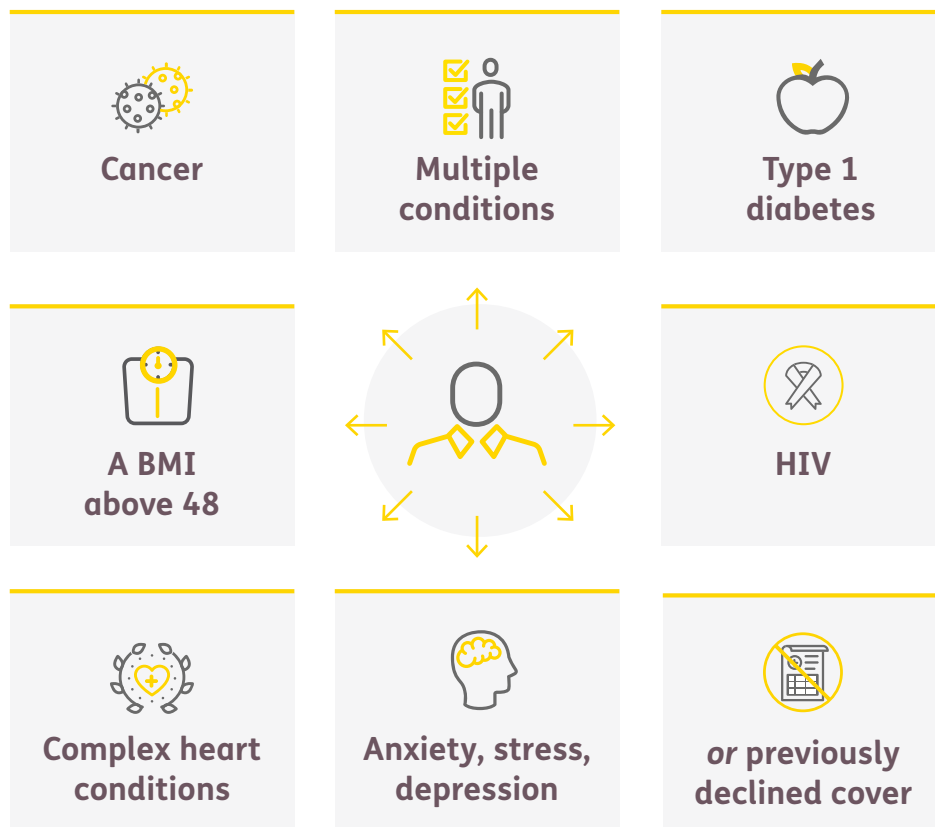 Cancer
Multiple
conditions
Type 1
diabetes
A BMI
above 48
HIV
Complex heart
conditions
Anxiety, stress,
depression
or previously
declined cover